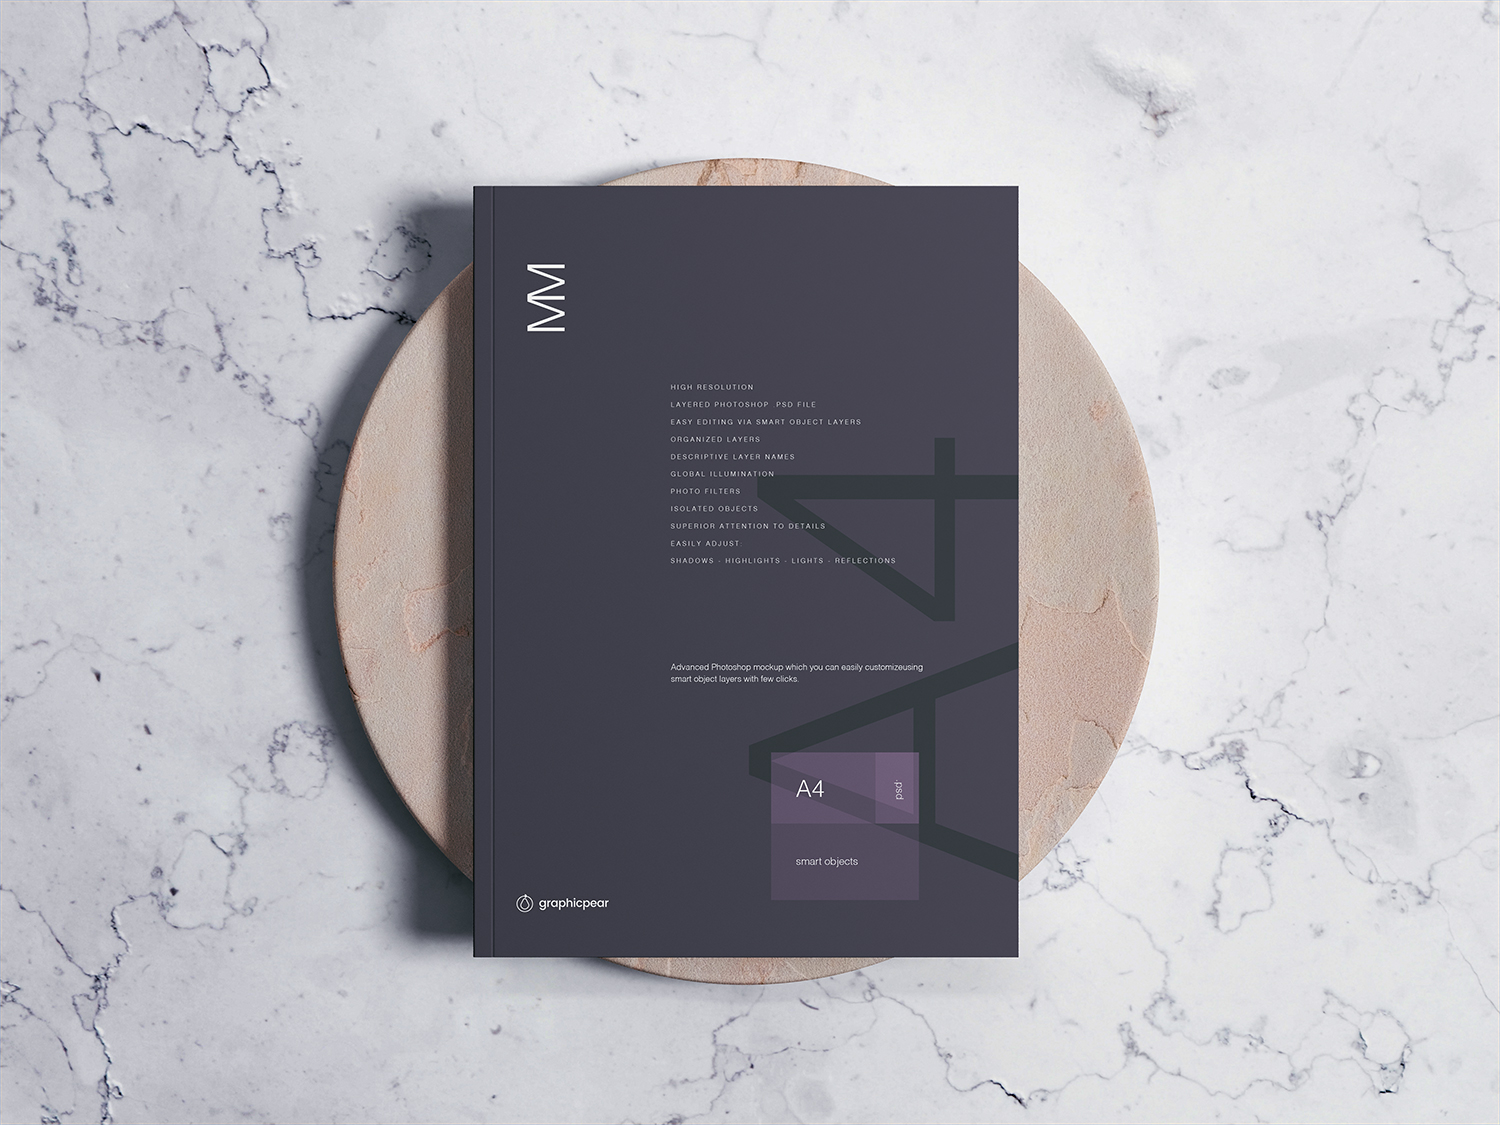 MM
HIGH RESOLUTION
LAYERED PHOTOSHOP .PSD FILE
EASY EDITING VIA SMART OBJECT LAYERS
ORGANIZED LAYERS
DESCRIPTIVE LAYER NAMES
GLOBAL ILLUMINATION
PHOTO FILTERS
ISOLATED OBJECTS
SUPERIOR ATTENTION TO DETAILS
EASILY ADJUST:
SHADOWS - HIGHLIGHTS - LIGHTS - REFLECTIONS
A4
Advanced Photoshop mockup which you can easily customizeusing
smart object layers with few clicks.
A4
.psd
smart objects
graphicpear